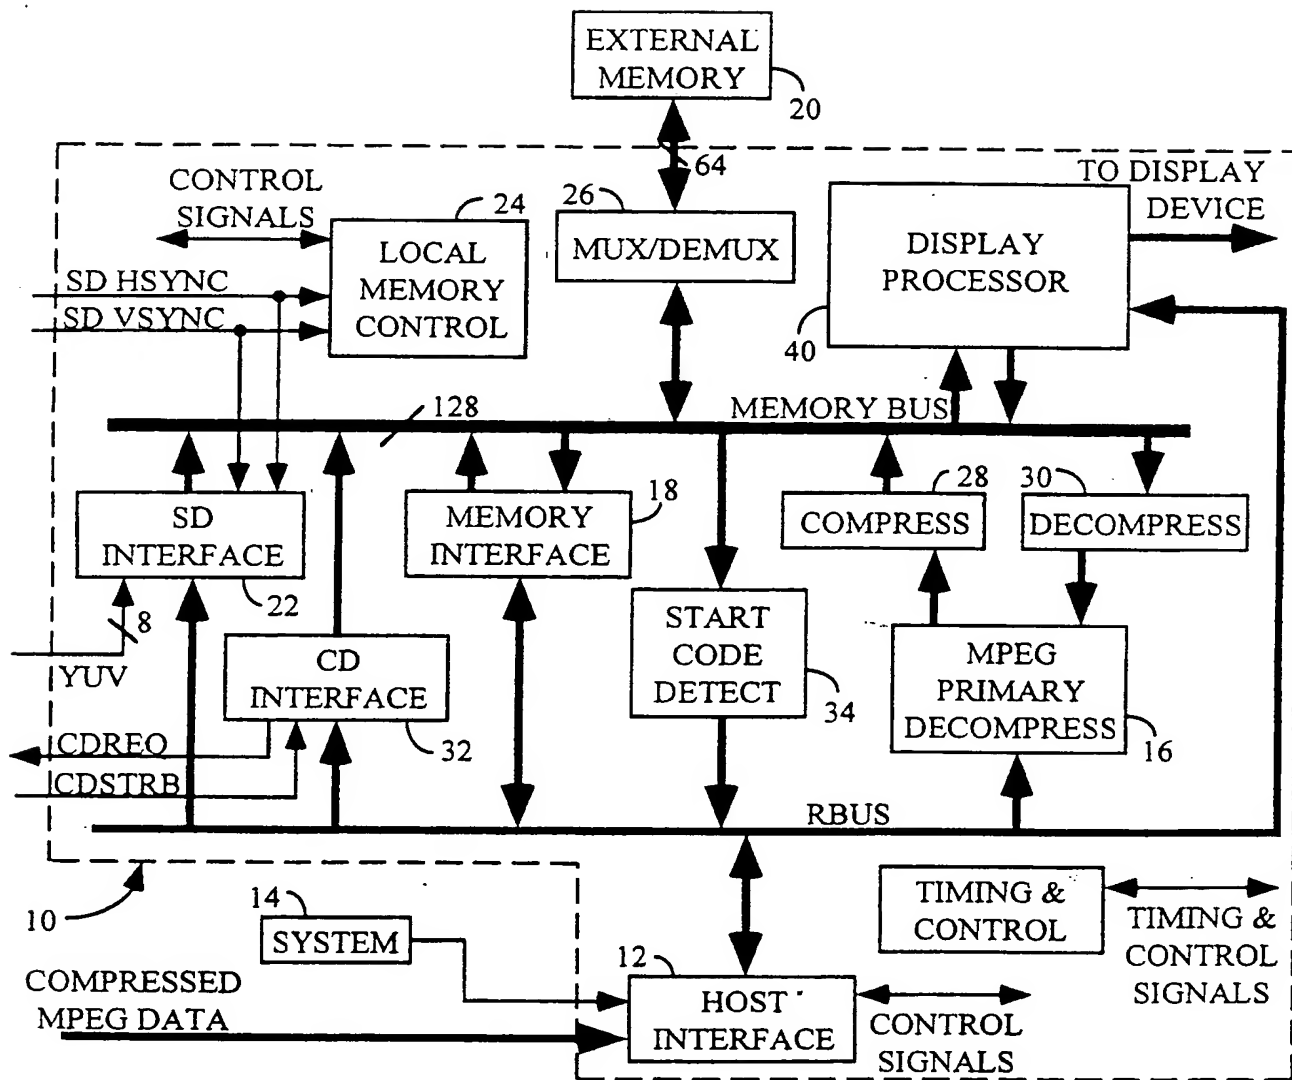 EXTERNAL
MEMORY
20
64
CONTROL
SIGNALS
24
LOCAL
MEMORY
CONTROL
26
MUX/DEMUX
DISPLAY
PROCESSOR
40
TO DISPLAY
DEVICE
SD HSYNC
SD VSYNC
128
MEMORY BUS
SD
INTERFACE
22
8
YUV
MEMORY
INTERFACE
18
28
COMPRESS
30
DECOMPRESS
CD
INTERFACE
32
START
CODE
DETECT
34
MPEG
PRIMARY
DECOMPRESS
16
CDREQ
CDSTRB
RBUS
10
14
SYSTEM
TIMING &
CONTROL
TIMING &
CONTROL
SIGNALS
COMPRESSED
MPEG DATA
12
HOST
INTERFACE
CONTROL
SIGNALS